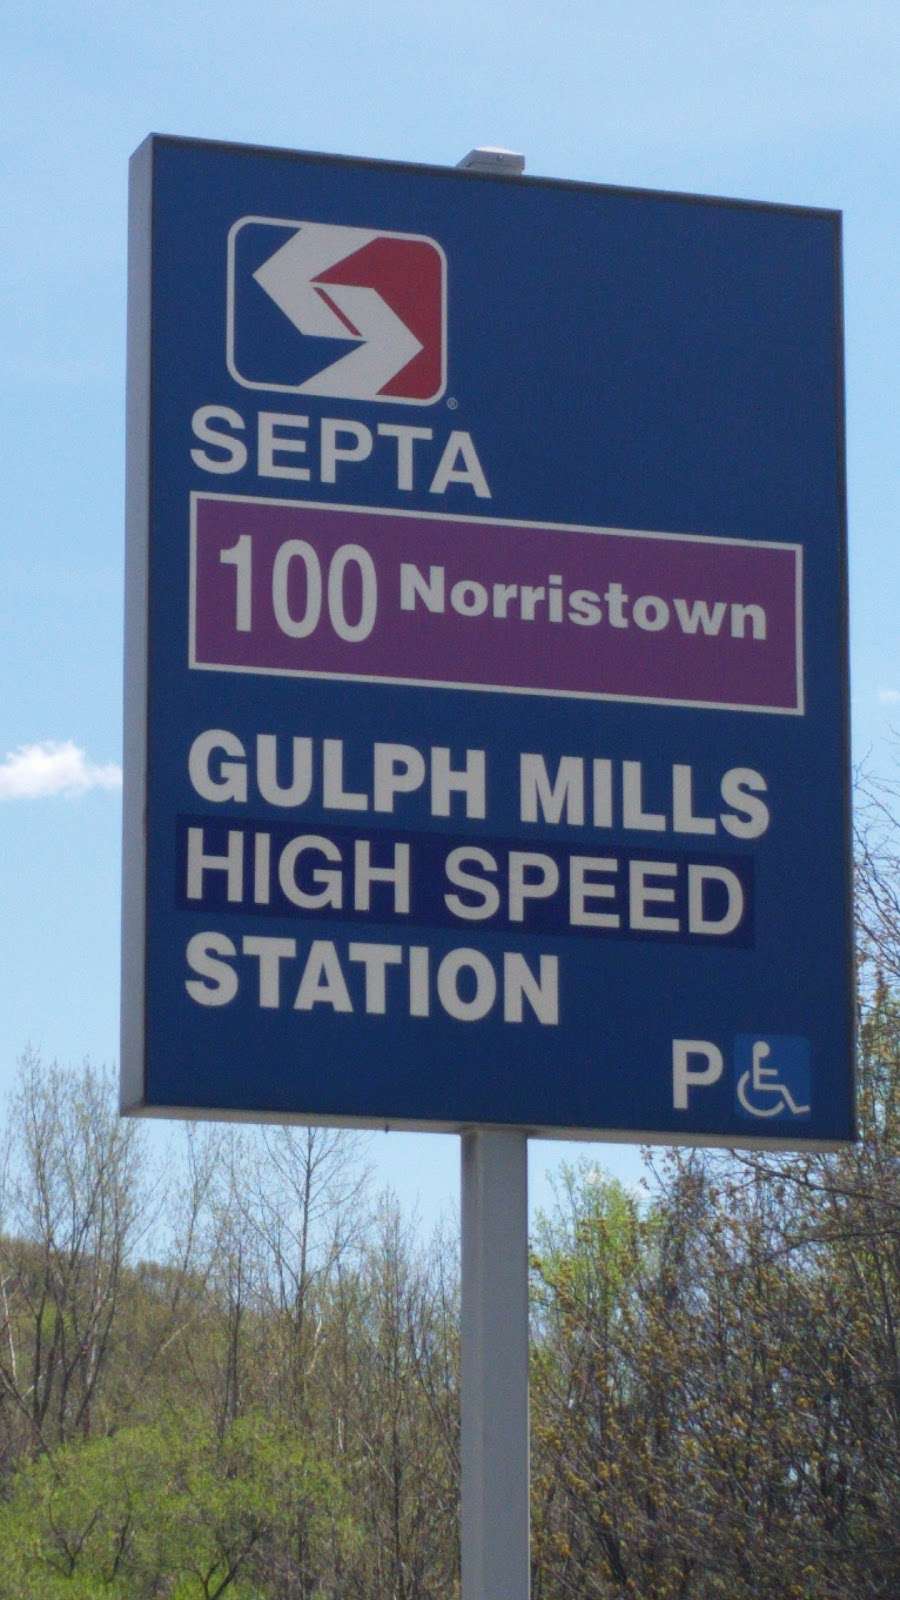 SEPTA
100 Norristown
GULPH MILLS
HIGH SPEED
STATION
P